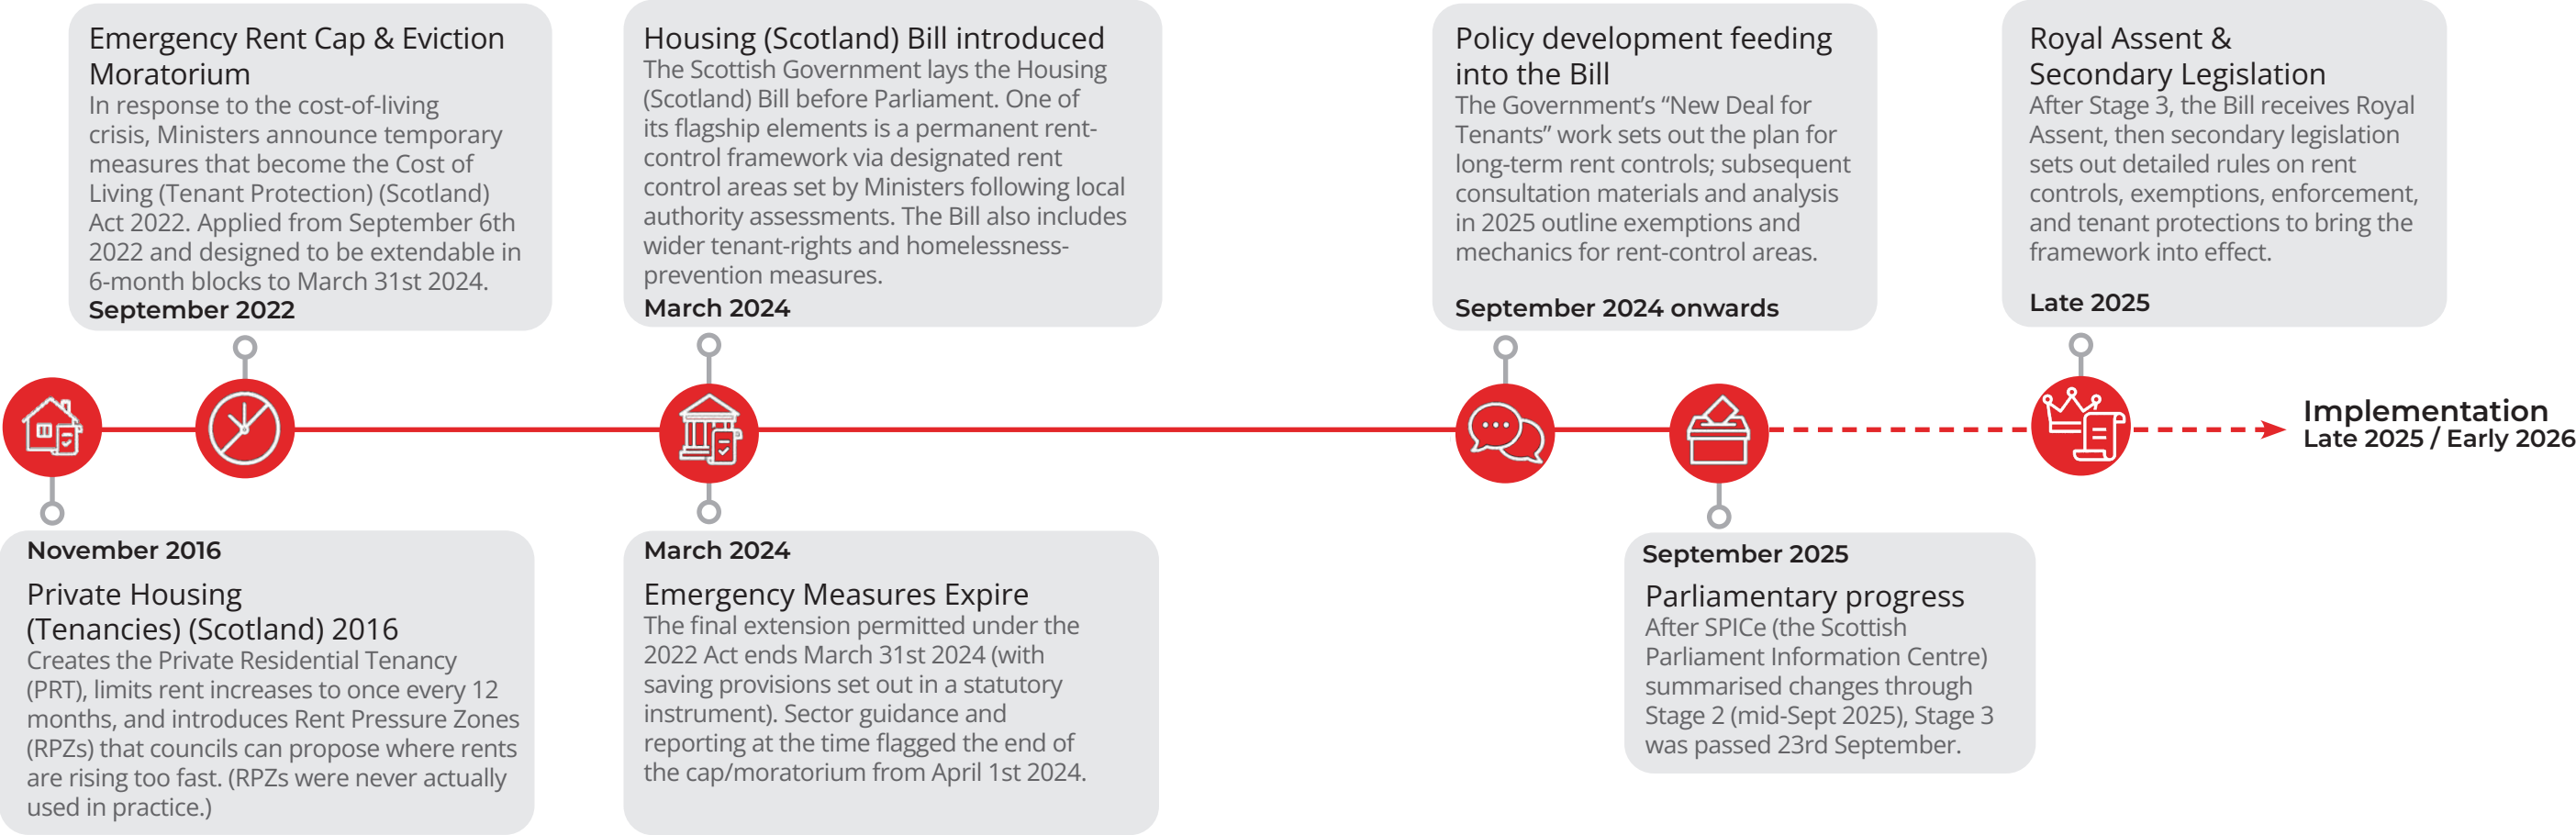 Emergency Rent Cap & Eviction
Moratorium
In response to the cost-of-living
crisis, Ministers announce temporary
measures that become the Cost of
Living (Tenant Protection) (Scotland)
Act 2022. Applied from September 6th
2022 and designed to be extendable in
6-month blocks to March 31st 2024.
September 2022
Housing (Scotland) Bill introduced
The Scottish Government lays the Housing
(Scotland) Bill before Parliament. One of
its flagship elements is a permanent rent-
control framework via designated rent
control areas set by Ministers following local
authority assessments. The Bill also includes
wider tenant-rights and homelessness-
prevention measures.
March 2024
Policy development feeding
into the Bill
The Government’s “New Deal for
Tenants” work sets out the plan for
long-term rent controls; subsequent
consultation materials and analysis
in 2025 outline exemptions and
mechanics for rent-control areas.
September 2024 onwards
Royal Assent &
Secondary Legislation
After Stage 3, the Bill receives Royal
Assent, then secondary legislation
sets out detailed rules on rent
controls, exemptions, enforcement,
and tenant protections to bring the
framework into effect.
Late 2025
Implementation
Late 2025 / Early 2026
November 2016
Private Housing
(Tenancies) (Scotland) 2016
Creates the Private Residential Tenancy
(PRT), limits rent increases to once every 12
months, and introduces Rent Pressure Zones
(RPZs) that councils can propose where rents
are rising too fast. (RPZs were never actually
used in practice.)
March 2024
Emergency Measures Expire
The final extension permitted under the
2022 Act ends March 31st 2024 (with
saving provisions set out in a statutory
instrument). Sector guidance and
reporting at the time flagged the end of
the cap/moratorium from April 1st 2024.
September 2025
Parliamentary progress
After SPICe (the Scottish
Parliament Information Centre)
summarised changes through
Stage 2 (mid-Sept 2025), Stage 3
was passed 23rd September.